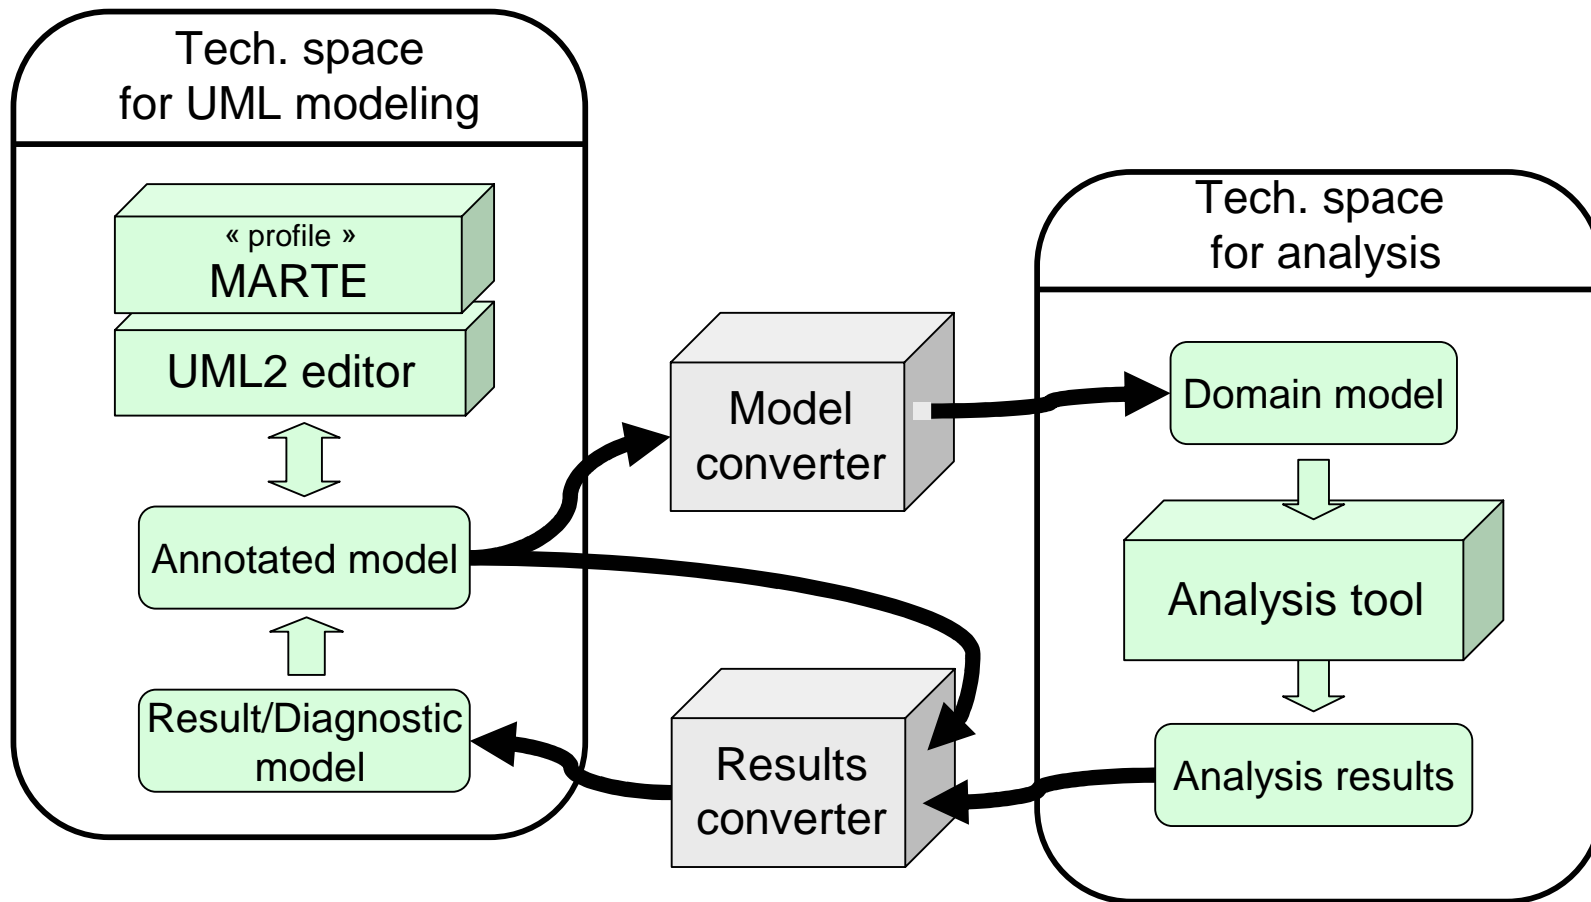 Tech. space
for UML modeling
« profile »
MARTE
UML2 editor
Annotated model
Result/Diagnostic
model
Model
converter
Results
converter
Tech. space
for analysis
Domain model
Analysis tool
Analysis results